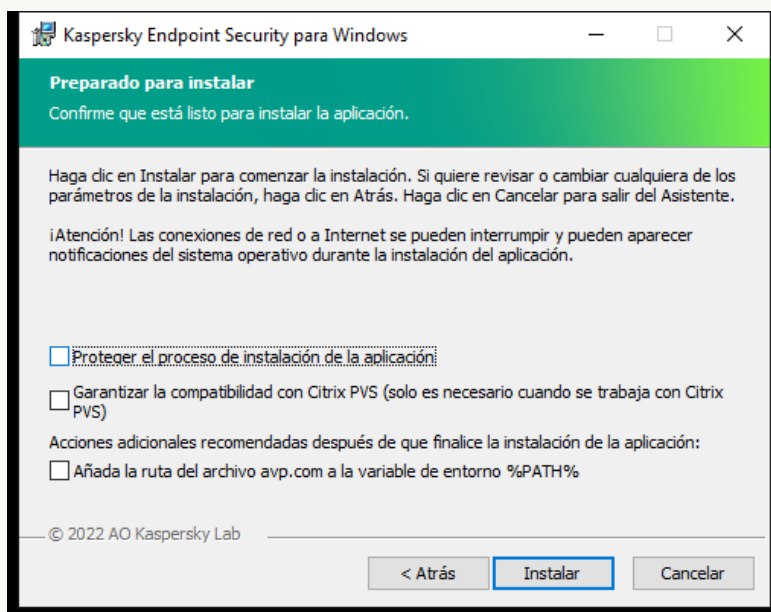 Kaspersky Endpoint Security para Windows
Preparado para instalar
Confirme que está listo para instalar la aplicación.
Haga clic en Instalar para comenzar la instalación. Si quiere revisar o cambiar cualquiera de los
parámetros de la instalación, haga clic en Atrás. Haga clic en Cancelar para salir del Asistente.
¡Atención! Las conexiones de red o a Internet se pueden interrumpir y pueden aparecer
notificaciones del sistema operativo durante la instalación del aplicación.
Proteger el proceso de instalación de la aplicación
Garantizar la compatibilidad con Citrix PVS (solo es necesario cuando se trabaja con Citrix
PVS)
Acciones adicionales recomendadas después de que finalice la instalación de la aplicación:
Añada la ruta del archivo avp.com a la variable de entorno %PATH%
© 2022 AO Kaspersky Lab
< Atrás
Instalar
Cancelar